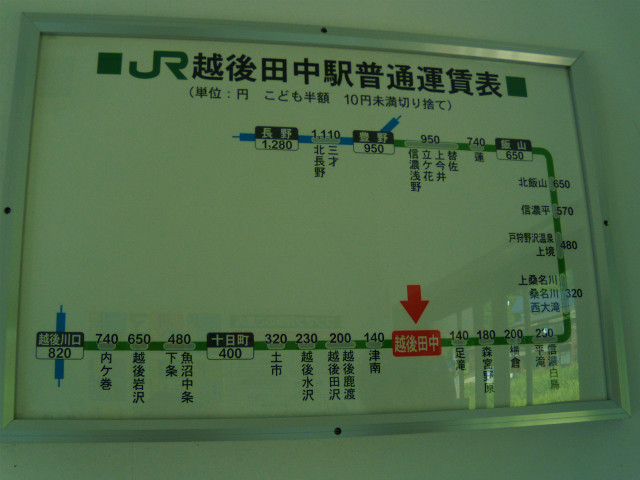 ■JR越後田中駅普通運賃表■
（単位：円　こども半額　10円未満切り捨て）
長野
1,280
1,110
北長野
三才
豊野
950
950
信濃浅野
立ケ花
上今井
替佐
740
蓮
飯山
650
北飯山 650
信濃平 570
戸狩野沢温泉
上境
480
上桑名川
桑名川
西大滝
320
越後川口
820
740
内ケ巻
650
越後岩沢
480
下条
魚沼中条
十日町
400
320
土市
230
越後水沢
200
越後田沢
越後鹿渡
140
津南
越後田中
140
足滝
180
森宮野原
200
横倉
230
平滝
信濃白鳥